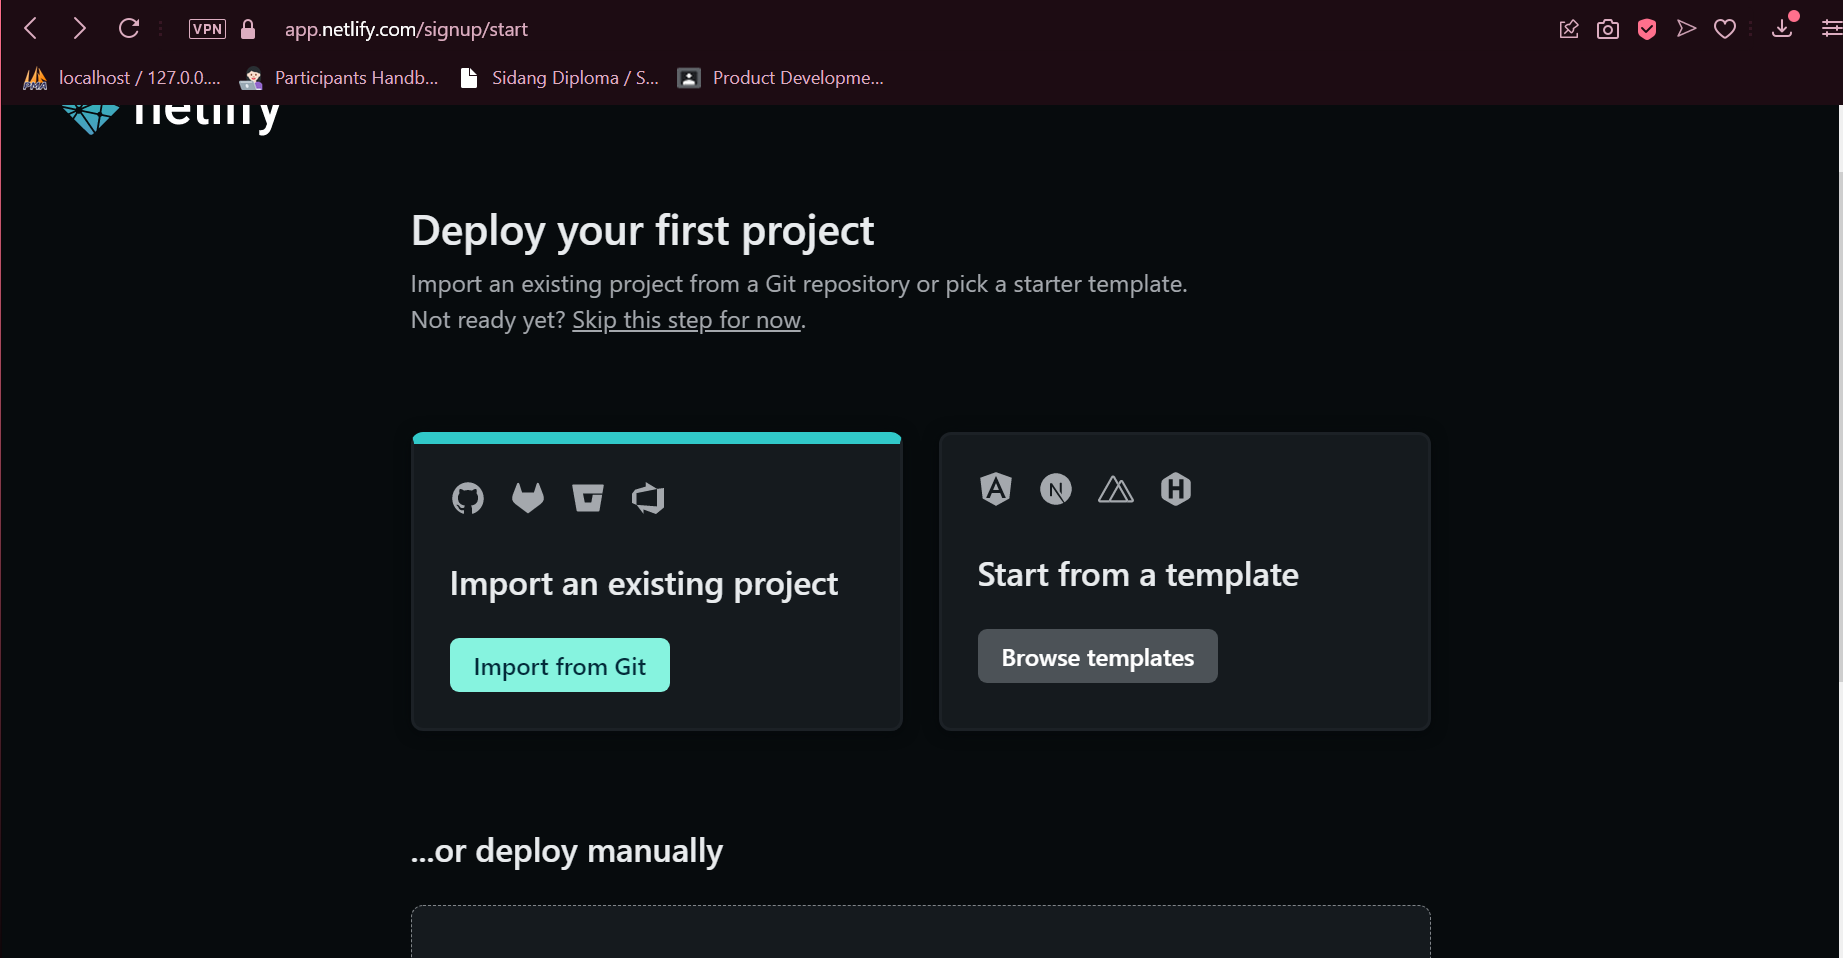 VPN
app.netlify.com/signup/start
localhost / 127.0.0....
Participants Handb...
Sidang Diploma / S...
Product Developme...
netlify
Deploy your first project
Import an existing project from a Git repository or pick a starter template.
Not ready yet? Skip this step for now.
Import an existing project
Import from Git
Start from a template
Browse templates
...or deploy manually